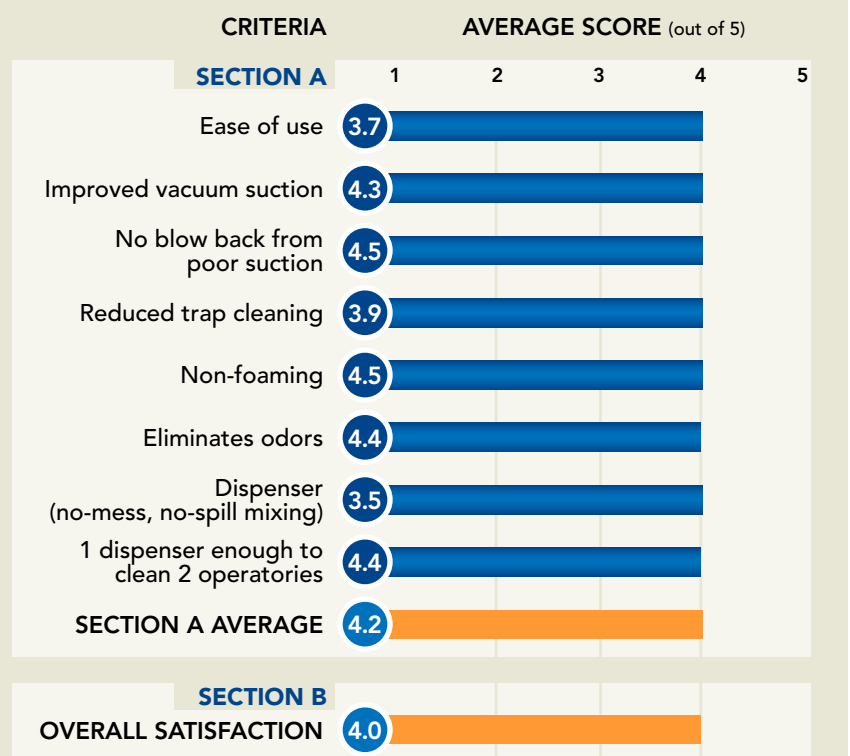 CRITERIA AVERAGE SCORE (out of 5)
SECTION A 1 2 3 4 5
Ease of use 3.7
Improved vacuum suction 4.3
No blow back from
poor suction 4.5
Reduced trap cleaning 3.9
Non-foaming 4.5
Eliminates odors 4.4
Dispenser
(no-mess, no-spill mixing) 3.5
1 dispenser enough to
clean 2 operatories 4.4
SECTION A AVERAGE 4.2
SECTION B
OVERALL SATISFACTION 4.0